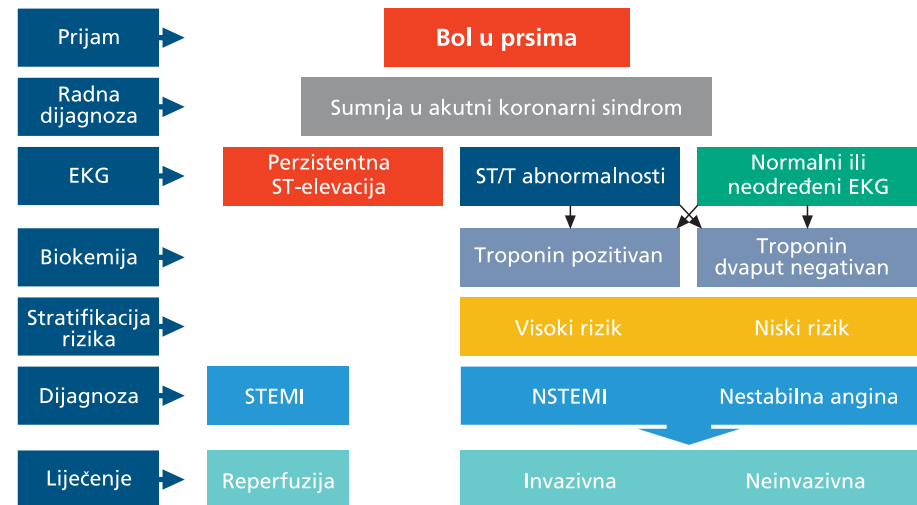 Prijam
Bol u prsima
Radna
dijagnoza
Sumnja u akutni koronarni sindrom
EKG
Perzistentna
ST-elevacija
ST/T abnormalnosti
Normalni ili
neodređeni EKG
Biokemija
Troponin pozitivan
Troponin
dvaput negativan
Stratifikacija
rizika
Visoki rizik
Niski rizik
Dijagnoza
STEMI
NSTEMI
Nestabilna angina
Liječenje
Reperfuzija
Invazivna
Neinvazivna